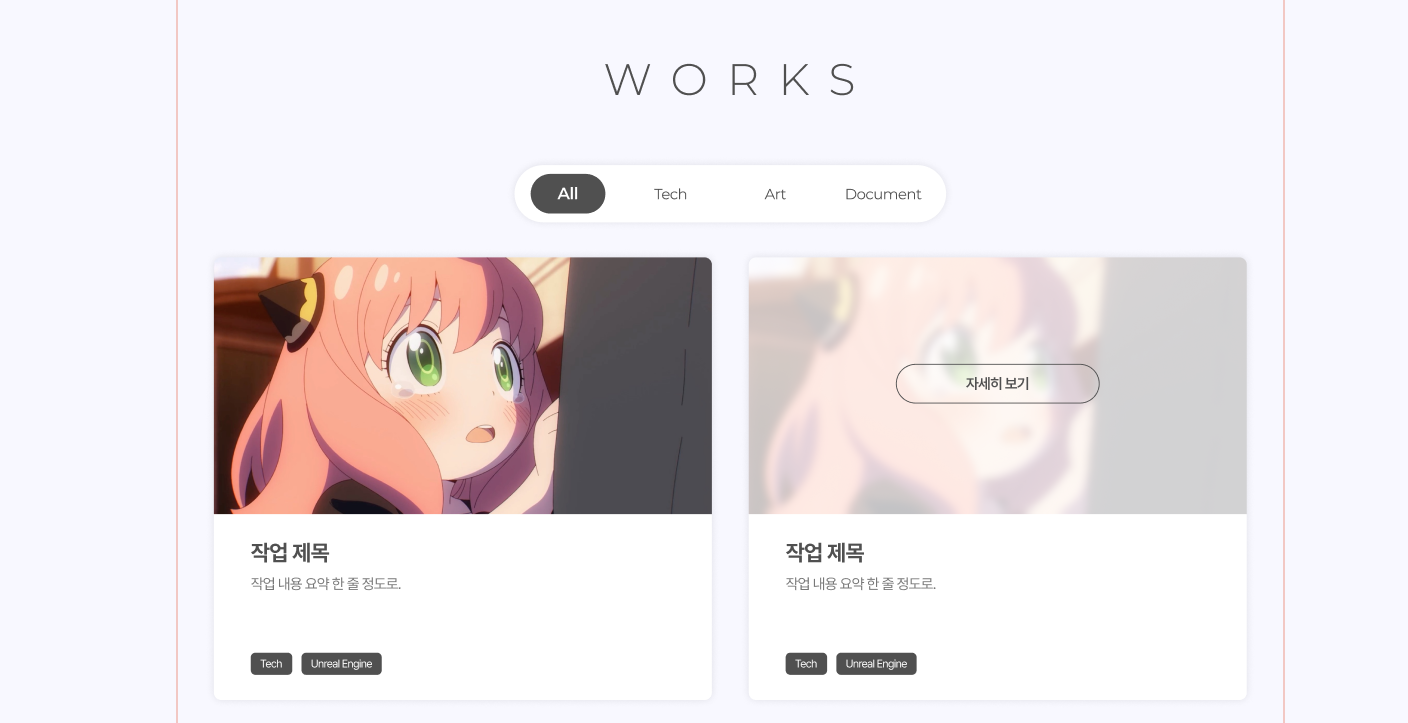 WORKS
All Tech Art Document
자세히 보기
작업 제목
작업 내용 요약 한 줄 정도로.
Tech Unreal Engine
작업 제목
작업 내용 요약 한 줄 정도로.
Tech Unreal Engine